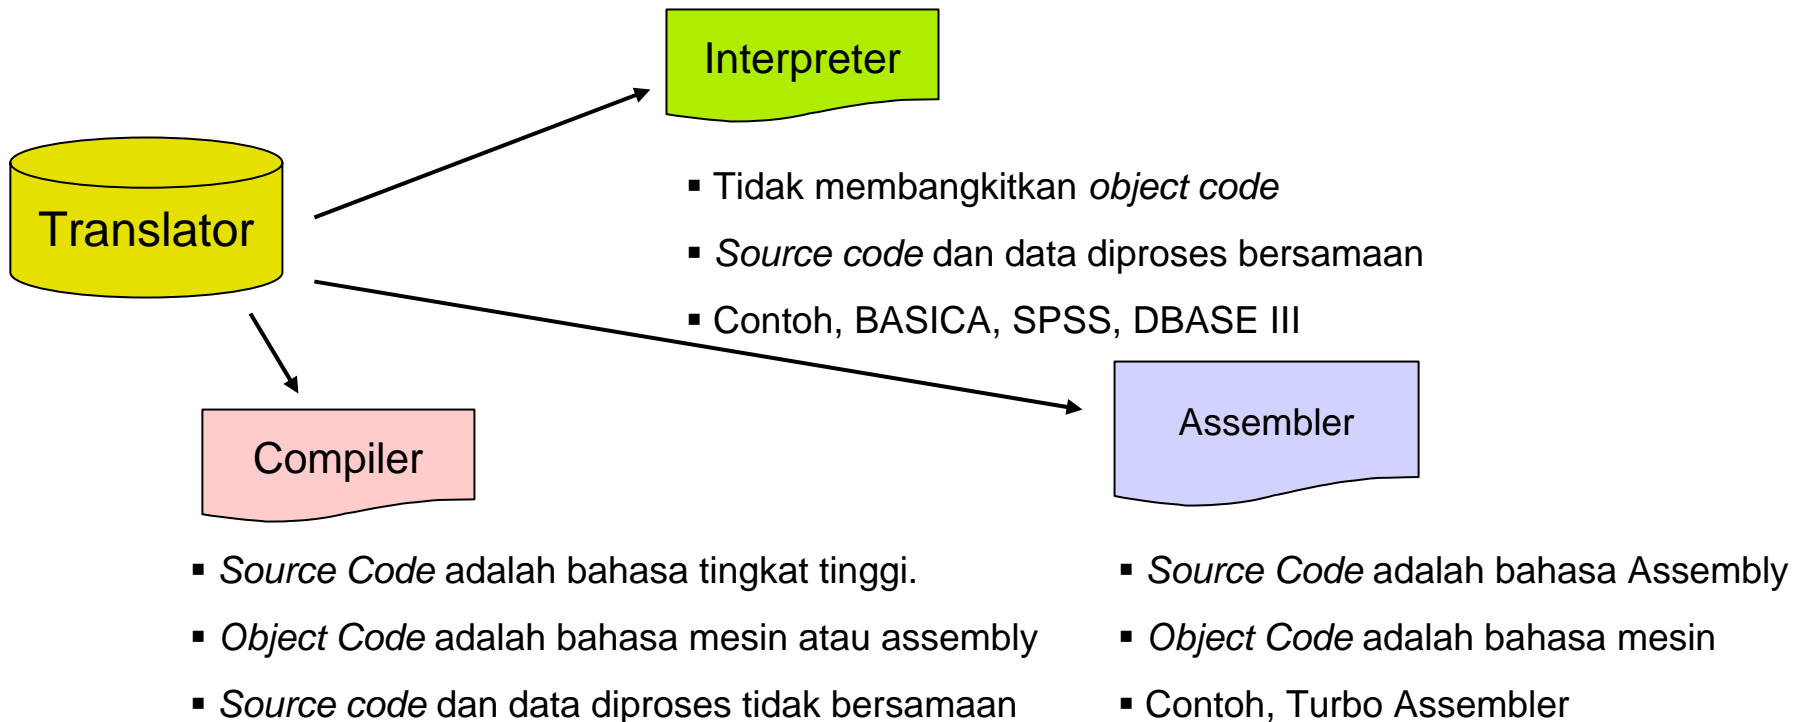 Interpreter
Translator
▪ Tidak membangkitkan object code
▪ Source code dan data diproses bersamaan
▪ Contoh, BASICA, SPSS, DBASE III
Compiler
▪ Source Code adalah bahasa tingkat tinggi.
▪ Object Code adalah bahasa mesin atau assembly
▪ Source code dan data diproses tidak bersamaan
Assembler
▪ Source Code adalah bahasa Assembly
▪ Object Code adalah bahasa mesin
▪ Contoh, Turbo Assembler